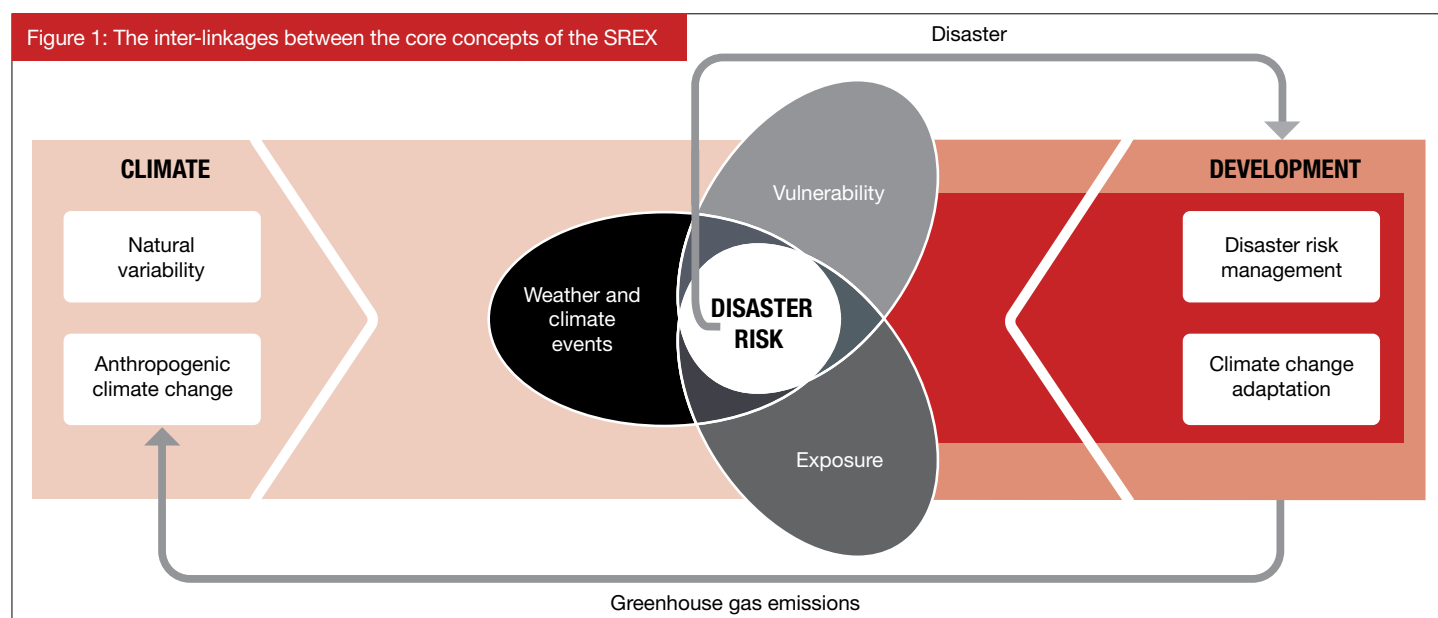 Figure 1: The inter-linkages between the core concepts of the SREX
Disaster
CLIMATE
Natural
variability
Anthropogenic
climate change
Weather and
climate
events
Vulnerability
DISASTER
RISK
Exposure
DEVELOPMENT
Disaster risk
management
Climate change
adaptation
Greenhouse gas emissions